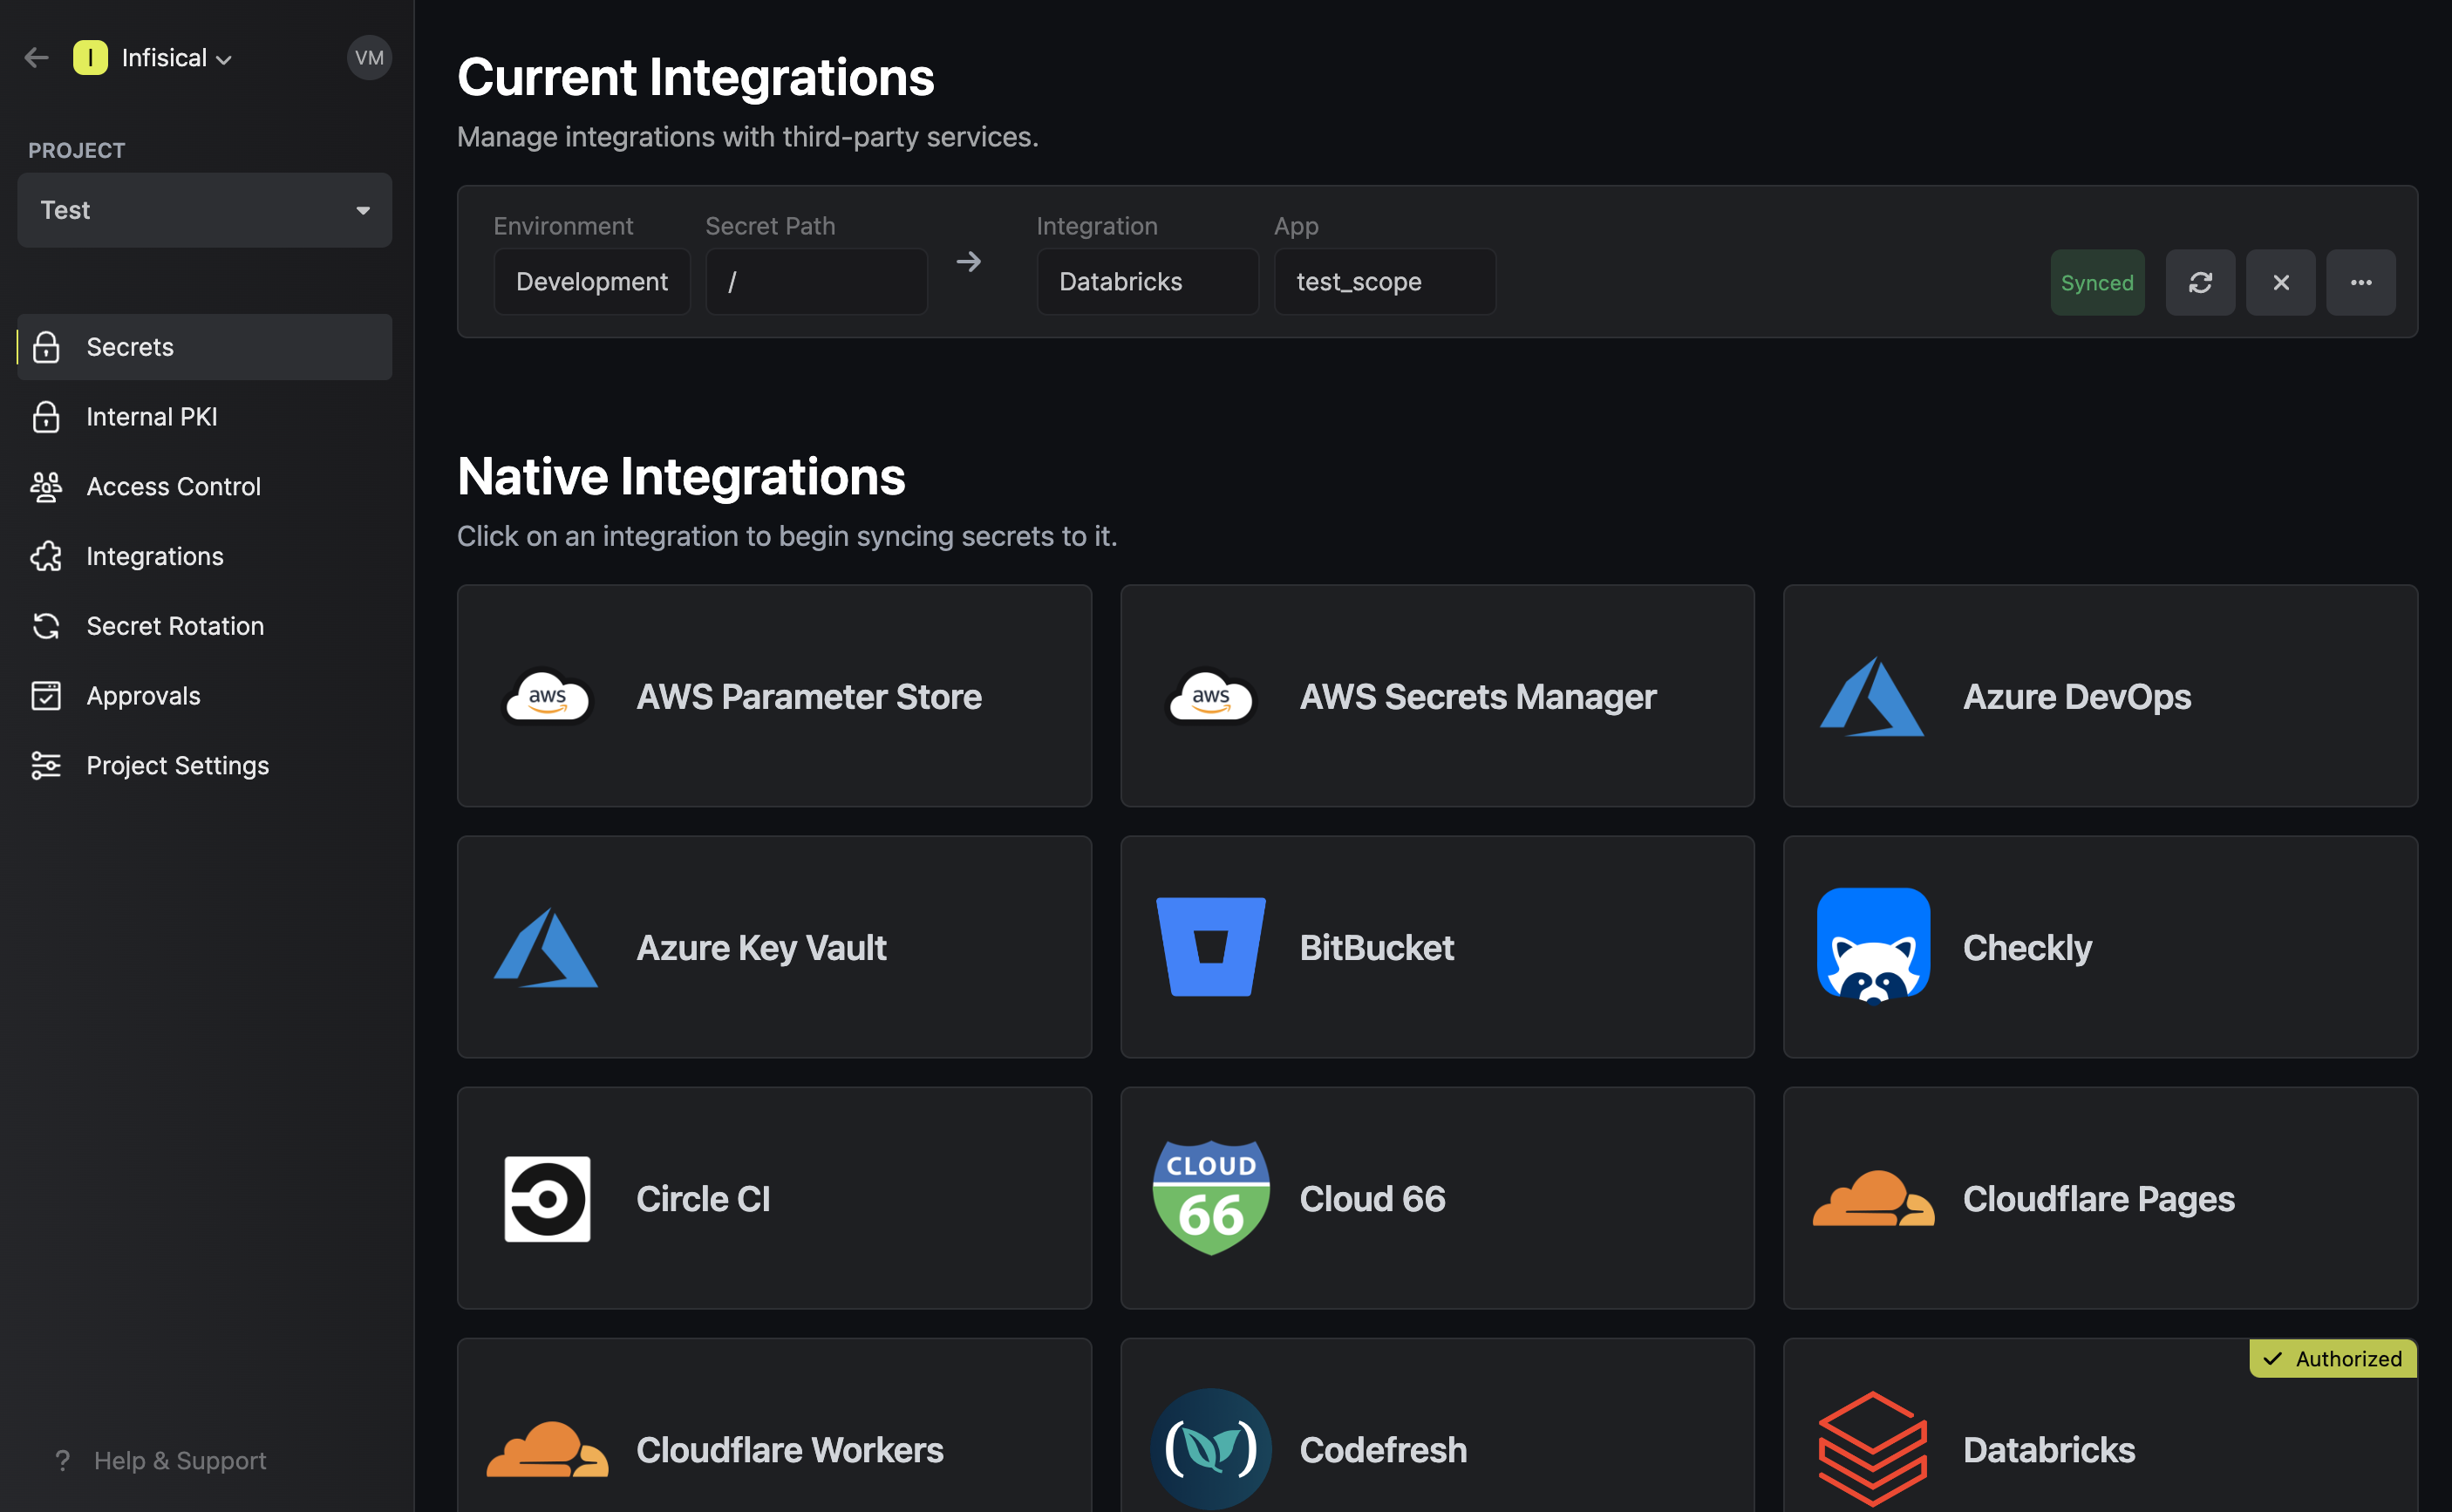 I
Infisical
VM
PROJECT
Test
Secrets
Internal PKI
Access Control
Integrations
Secret Rotation
Approvals
Project Settings
? Help & Support
Current Integrations
Manage integrations with third-party services.
Environment
Secret Path
Integration
App
Development
/
Databricks
test_scope
Synced
Native Integrations
Click on an integration to begin syncing secrets to it.
aws
AWS Parameter Store
aws
AWS Secrets Manager
Azure DevOps
Azure Key Vault
BitBucket
Checkly
Circle CI
CLOUD
66
Cloud 66
Cloudflare Pages
Cloudflare Workers
Codefresh
Authorized
Databricks